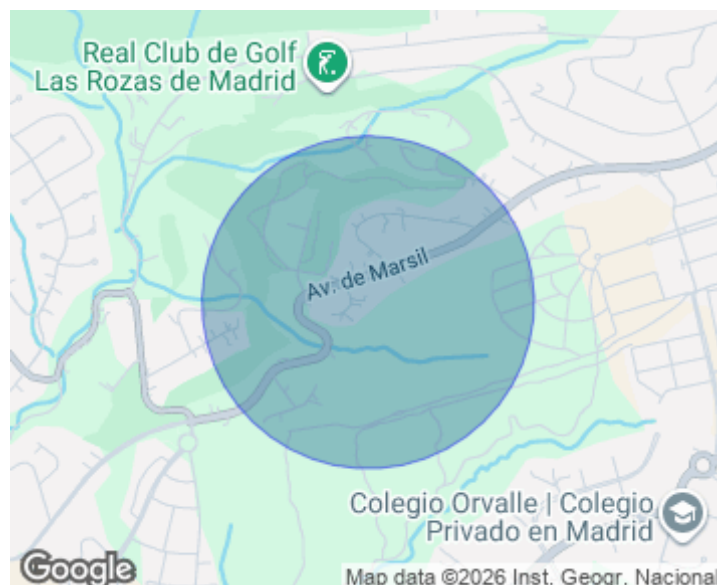 Real Club de Golf
Las Rozas de Madrid
Av. de Marsil
Colegio Orvalle | Colegio
Privado en Madrid
Google
Map data ©2026 Inst. Geogr. Nacional